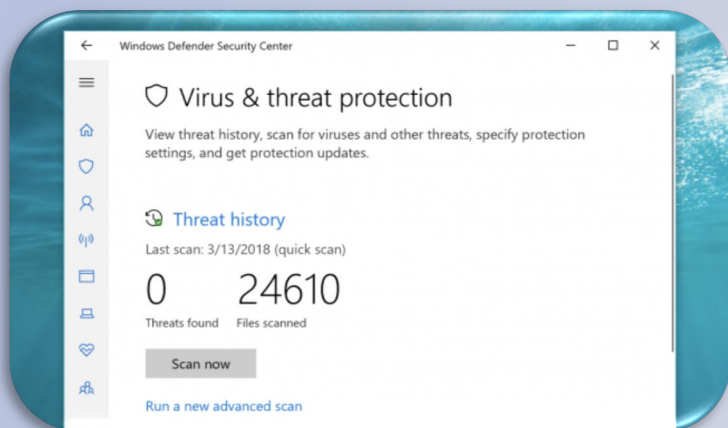 Windows Defender Security Center
Virus & threat protection
View threat history, scan for viruses and other threats, specify protection
settings, and get protection updates.
Threat history
Last scan: 3/13/2018 (quick scan)
0 24610
Threats found Files scanned
Scan now
Run a new advanced scan